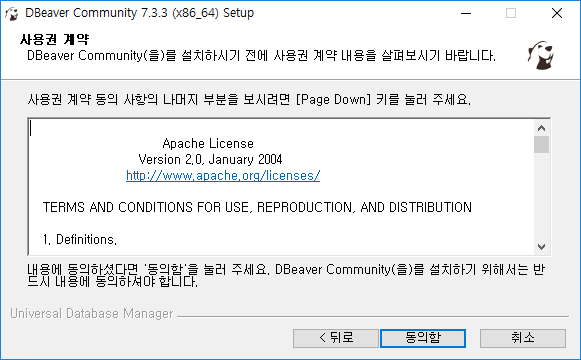 DBeaver Community 7.3.3 (x86_64) Setup
사용권 계약
DBeaver Community(을)를 설치하시기 전에 사용권 계약 내용을 살펴보시기 바랍니다.
사용권 계약 동의 사항의 나머지 부분을 보시려면 [Page Down] 키를 눌러 주세요.
Apache License
Version 2.0, January 2004
http://www.apache.org/licenses/
TERMS AND CONDITIONS FOR USE, REPRODUCTION, AND DISTRIBUTION
1. Definitions.
내용에 동의하셨다면 '동의함'을 눌러 주세요. DBeaver Community(을)를 설치하기 위해서는 반
드시 내용에 동의하셔야 합니다.
Universal Database Manager
< 뒤로 동의함 취소